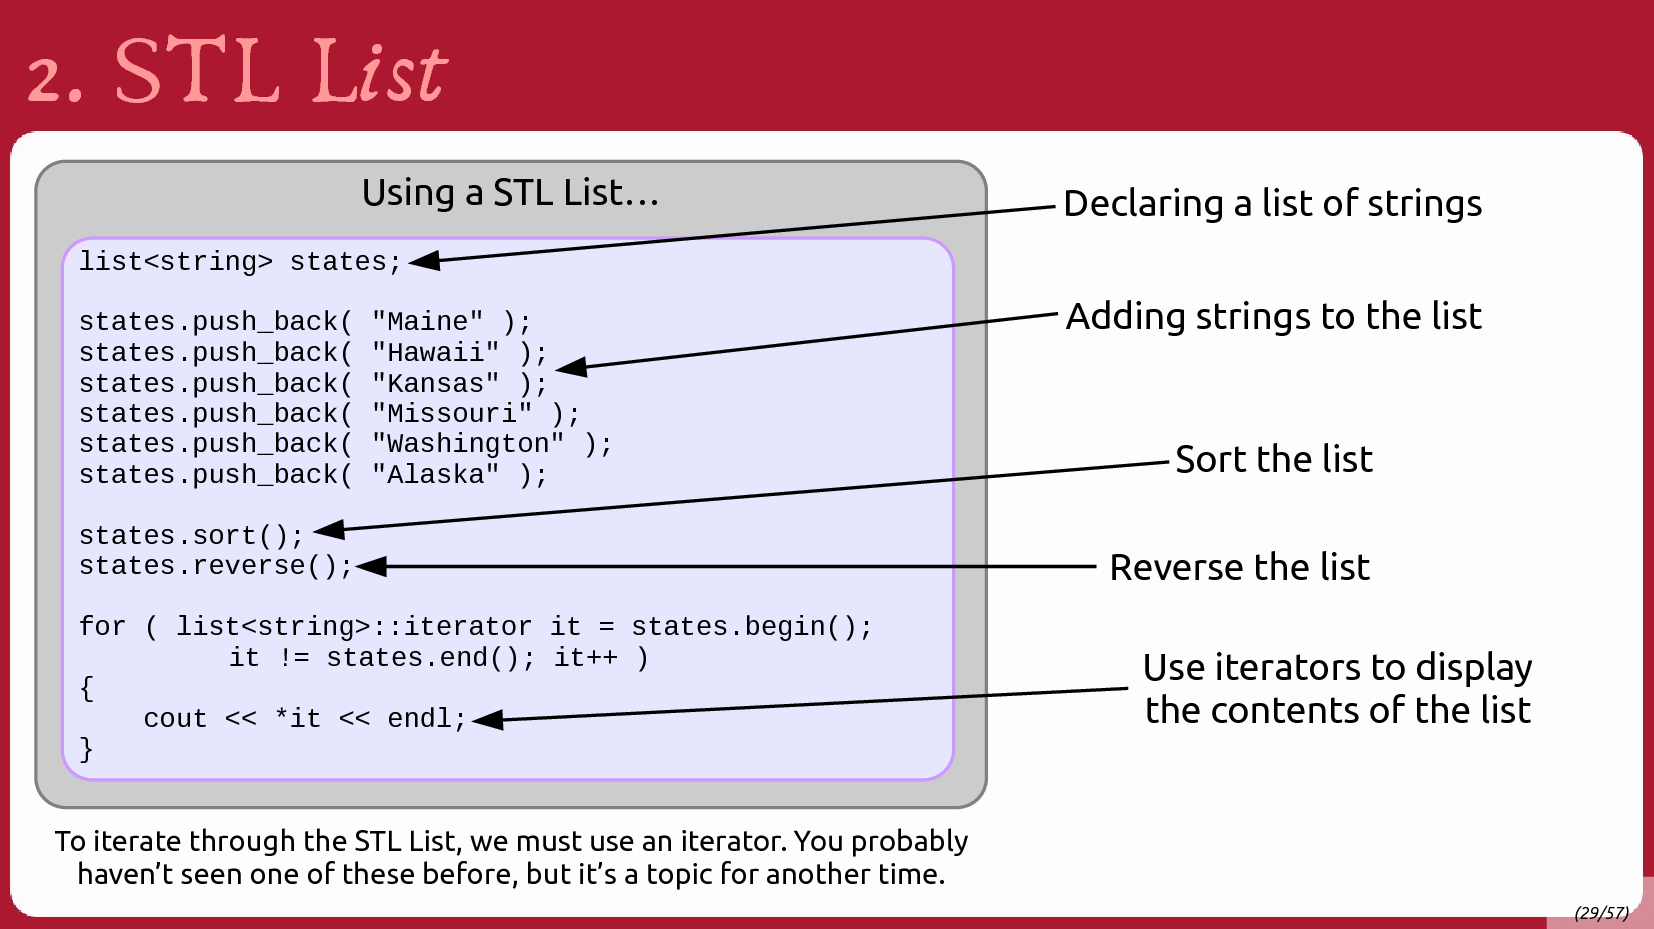 2. STL List
Using a STL List…
list<string> states;
states.push_back( "Maine" );
states.push_back( "Hawaii" );
states.push_back( "Kansas" );
states.push_back( "Missouri" );
states.push_back( "Washington" );
states.push_back( "Alaska" );
states.sort();
states.reverse();
for ( list<string>::iterator it = states.begin();
it != states.end(); it++ )
{
cout << *it << endl;
}
Declaring a list of strings
Adding strings to the list
Sort the list
Reverse the list
Use iterators to display
the contents of the list
To iterate through the STL List, we must use an iterator. You probably
haven’t seen one of these before, but it’s a topic for another time.
(29/57)